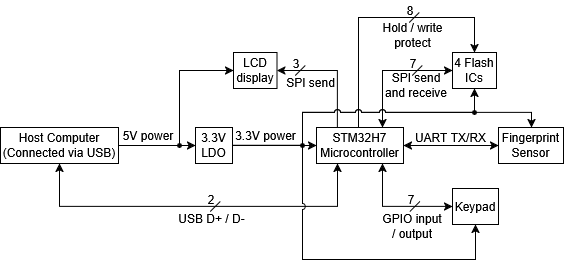 8
Hold / write
protect
LCD
display
3
SPI send
7
SPI send
and receive
4 Flash
ICs
Host Computer
(Connected via USB)
5V power
3.3V
LDO
3.3V power
STM32H7
Microcontroller
UART TX/RX
Fingerprint
Sensor
2
USB D+ / D-
7
GPIO input
/ output
Keypad